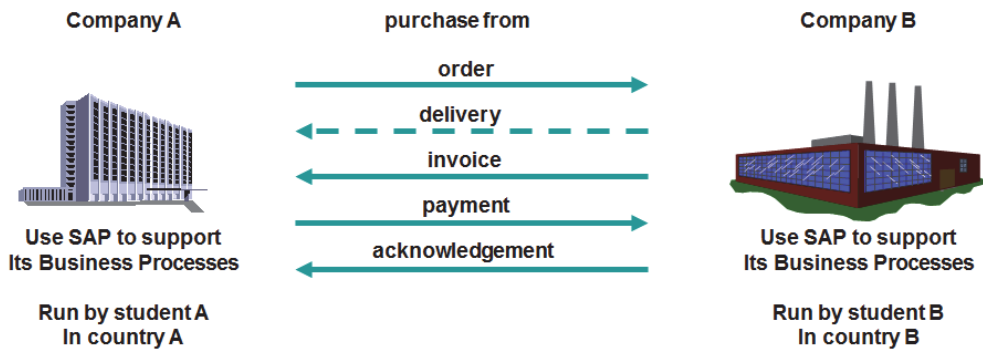 Company A
purchase from
Company B
order
delivery
invoice
payment
acknowledgement
Use SAP to support
Its Business Processes
Run by student A
In country A
Use SAP to support
Its Business Processes
Run by student B
In country B